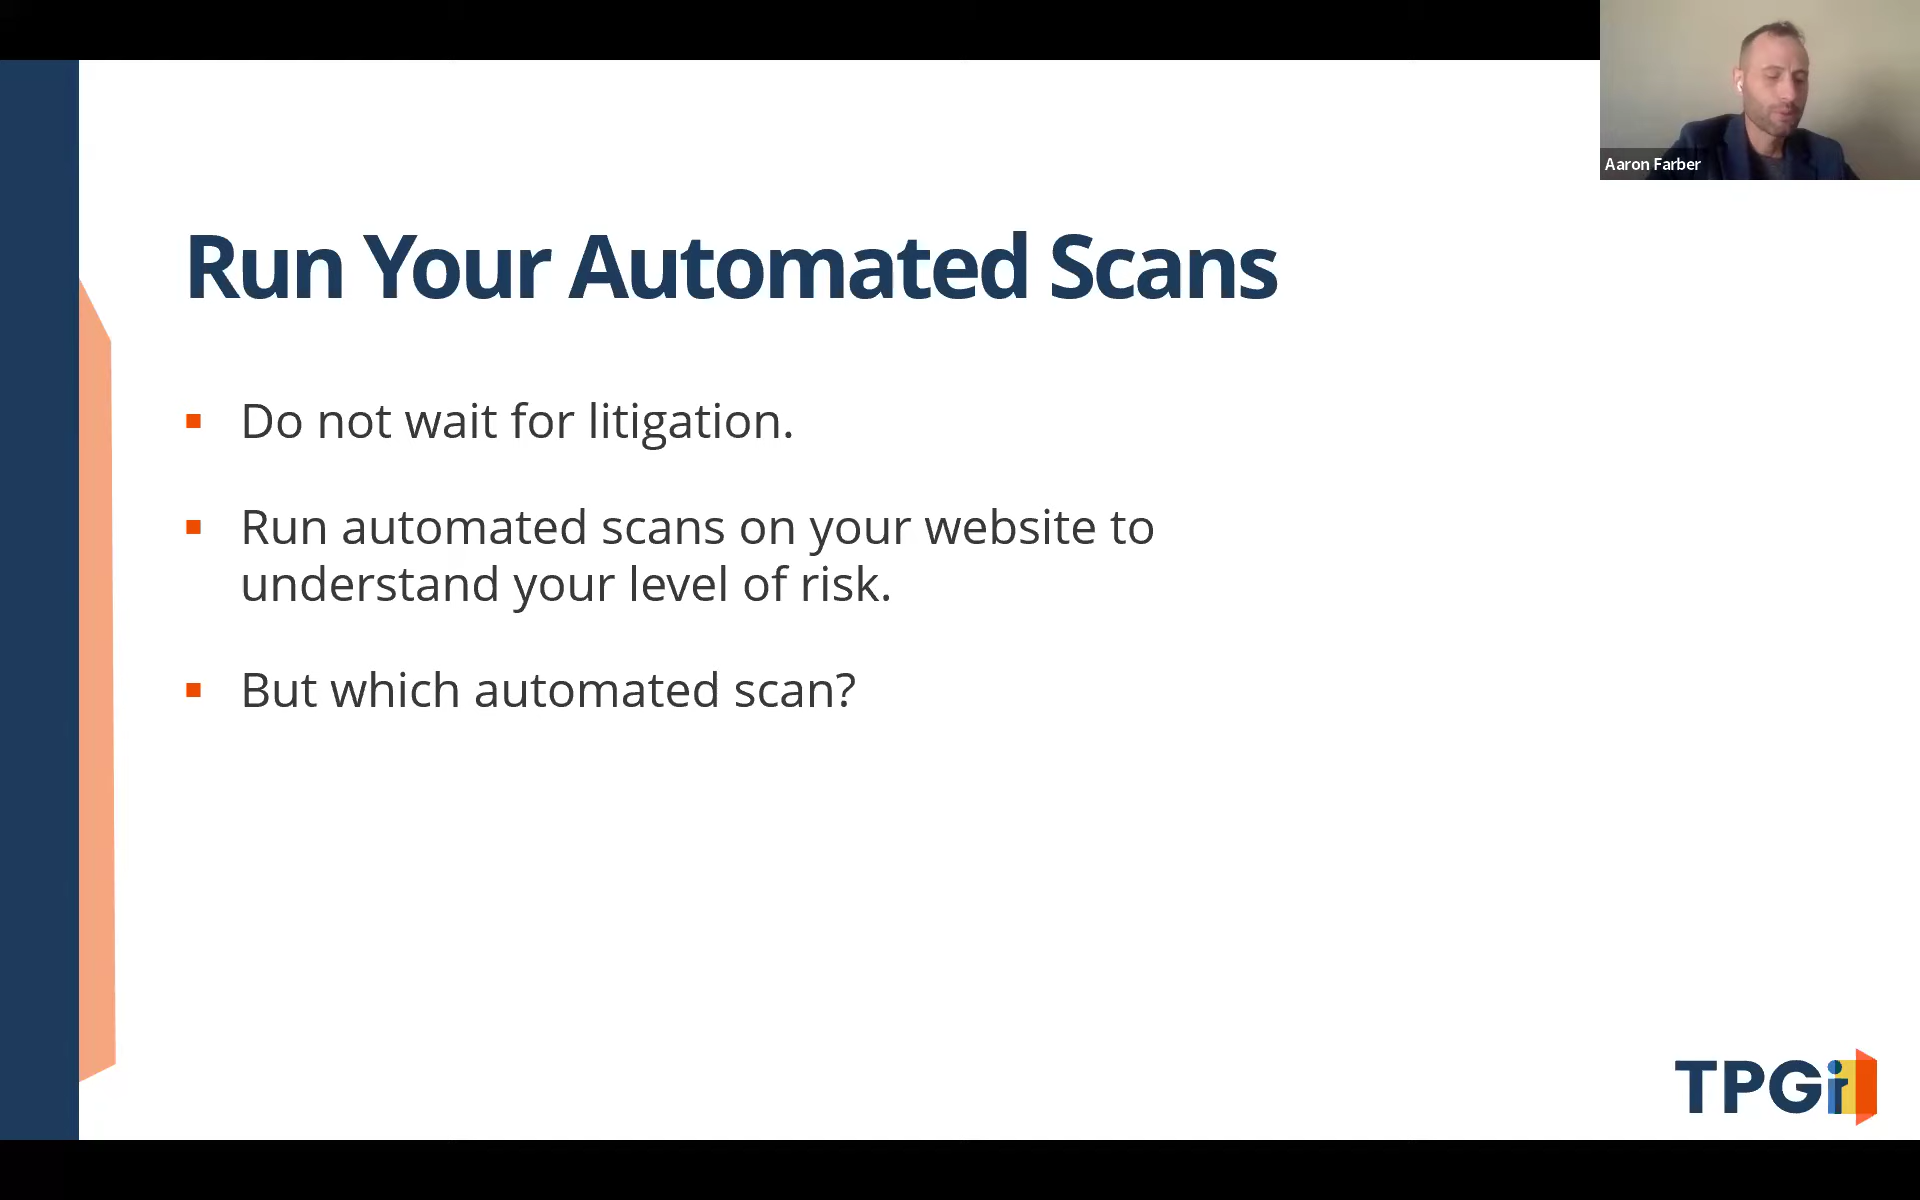 Aaron Farber
Run Your Automated Scans
Do not wait for litigation.
Run automated scans on your website to
understand your level of risk.
But which automated scan?
TPGi